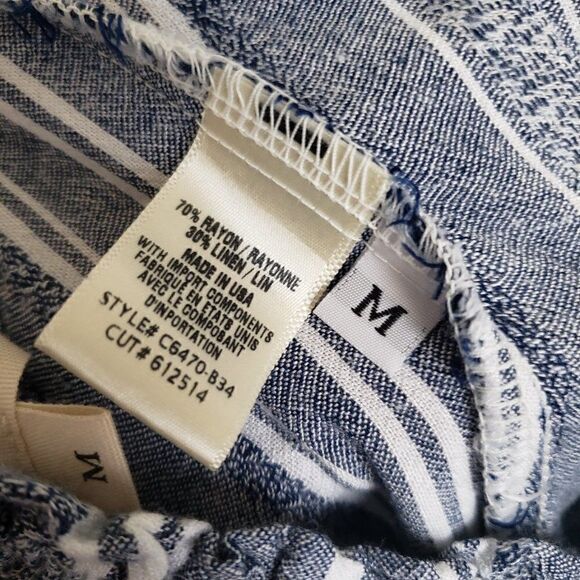 70% RAYON / RAYONNE
30% LINEN / LIN
MADE IN USA
WITH IMPORT COMPONENTS
FABRIQUE EN ETATS UNIS
AVEC LE COMPOSANTS
D'IMPORTATION
STYLE# C6470-B34
CUT# 612514
M
M